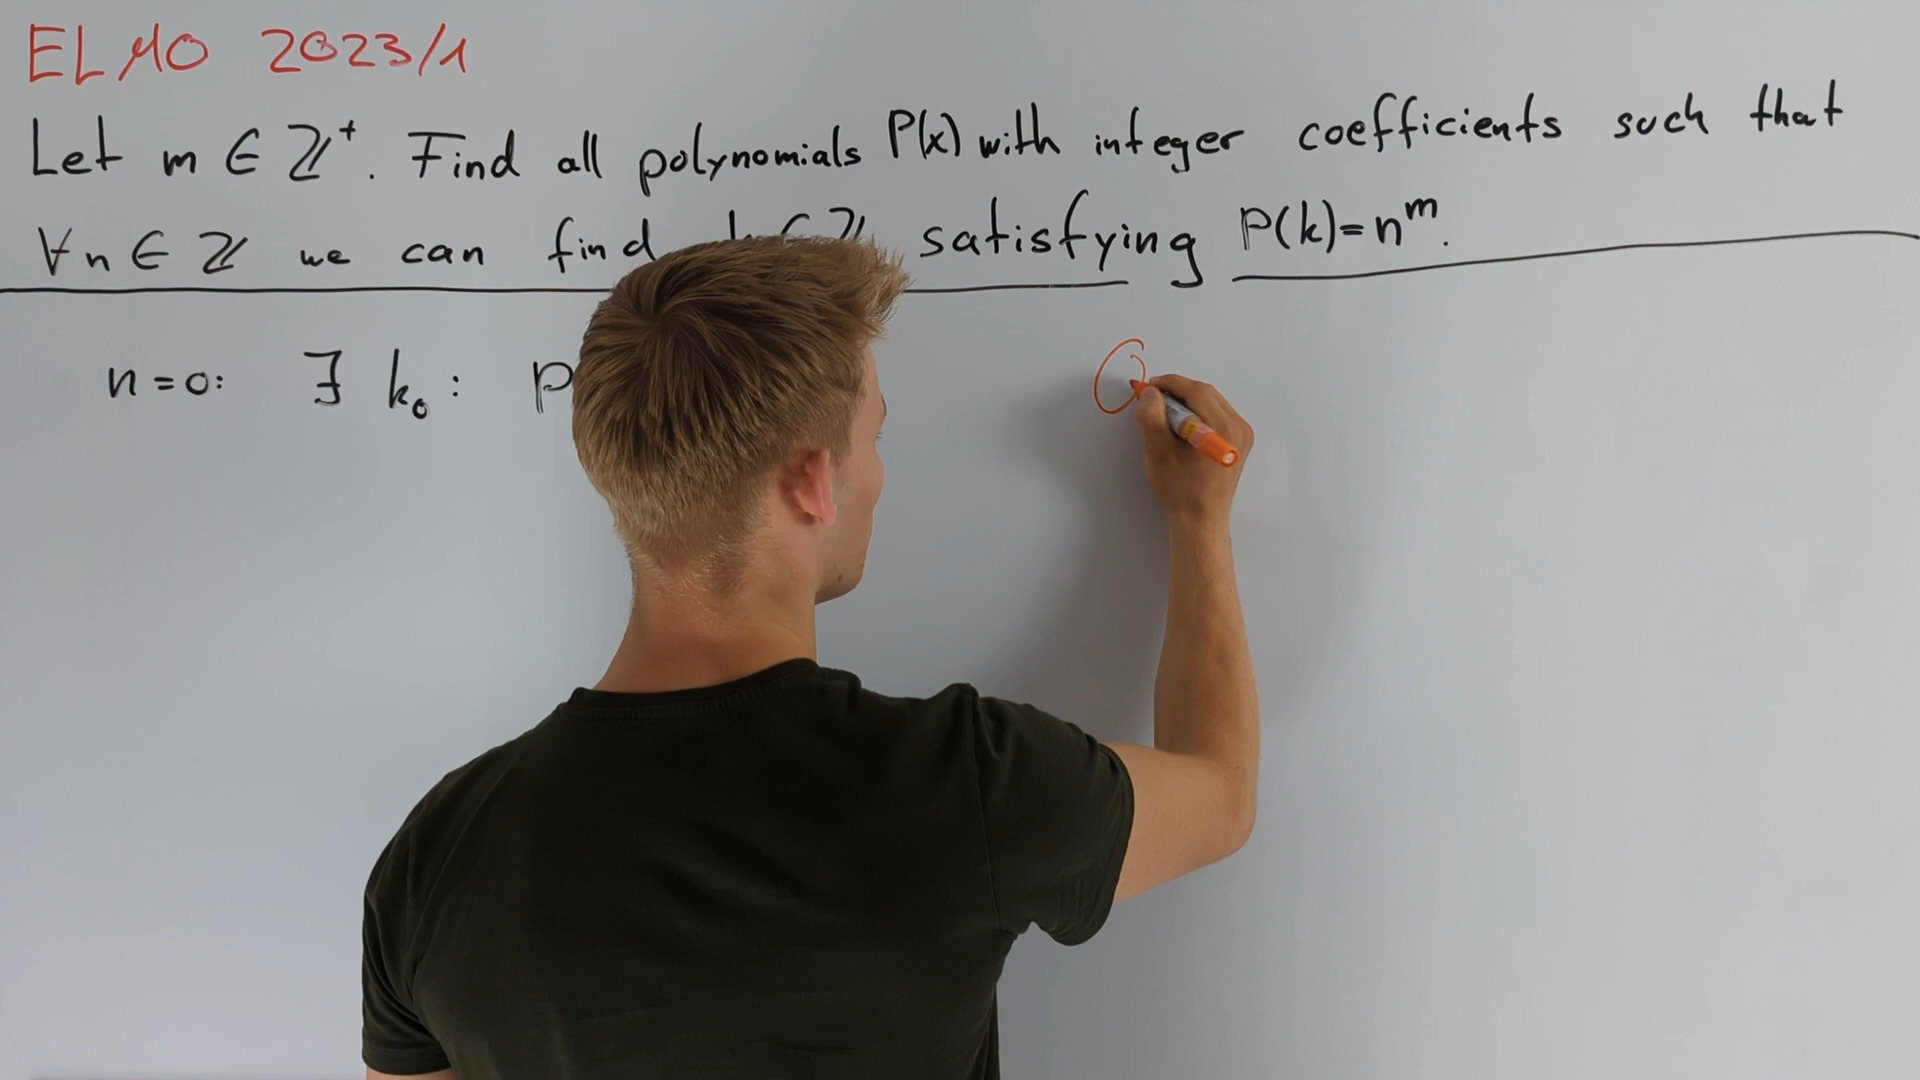 ELMO 2023/1
Let m ∈ ℤ⁺. Find all polynomials P(x) with integer coefficients such that
∀n ∈ ℤ we can find k ∈ ℤ satisfying P(k)=nᵐ.
n=0: ∃ k₀: P